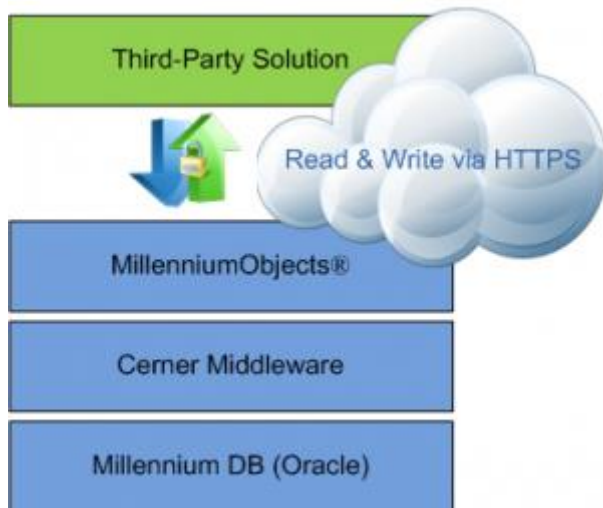 Third-Party Solution
Read & Write via HTTPS
MillenniumObjects®
Cerner Middleware
Millennium DB (Oracle)